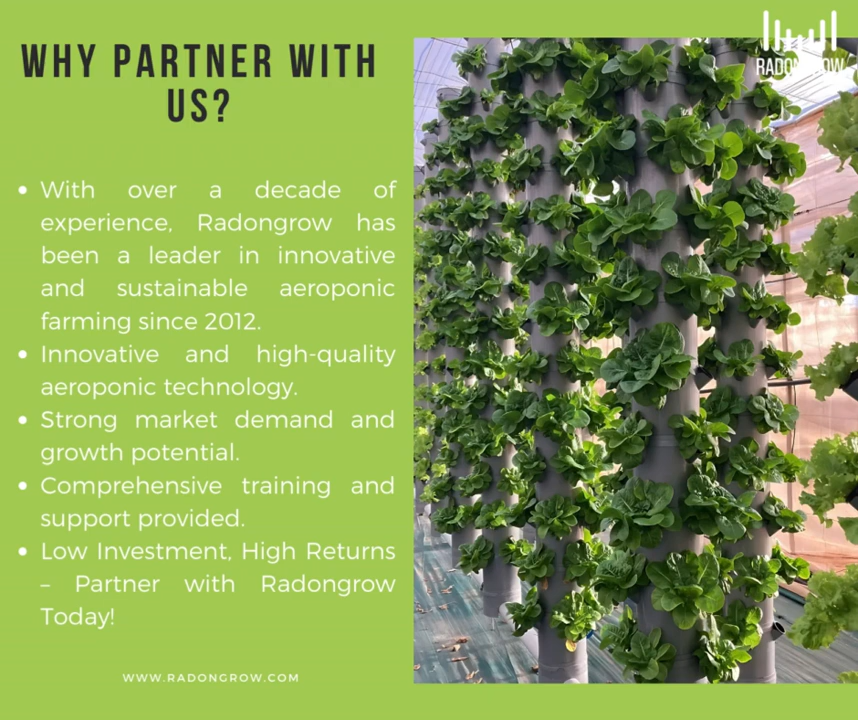 WHY PARTNER WITH
US?
RADONGROW
• With over a decade of
experience, Radongrow has
been a leader in innovative
and sustainable aeroponic
farming since 2012.
• Innovative and high-quality
aeroponic technology.
• Strong market demand and
growth potential.
• Comprehensive training and
support provided.
• Low Investment, High Returns
– Partner with Radongrow
Today!
WWW.RADONGROW.COM